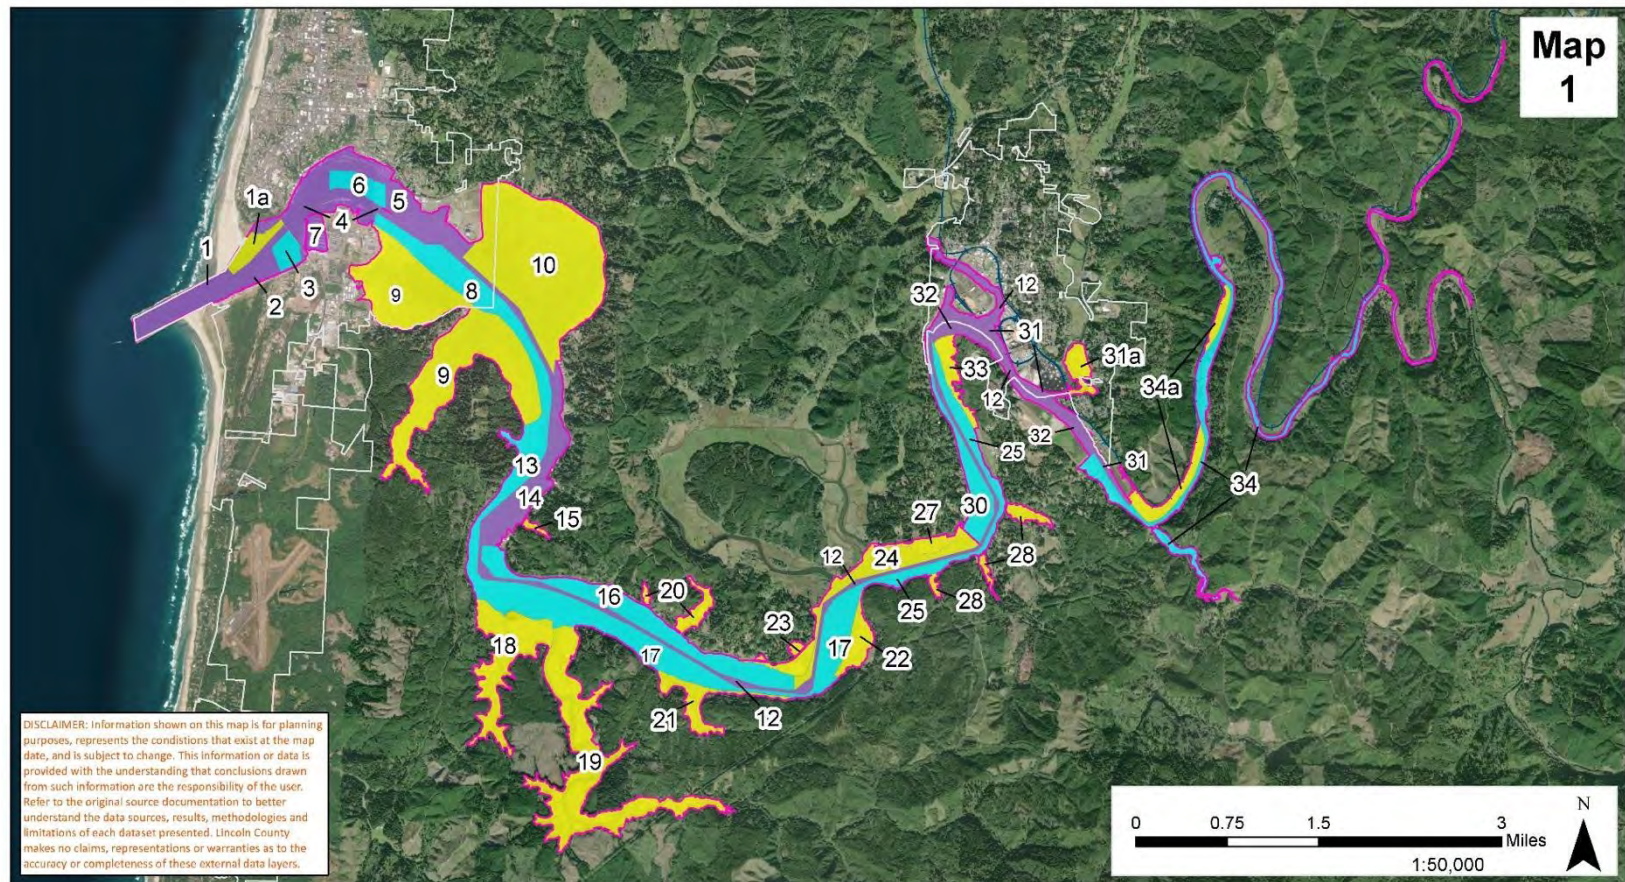 Map
1
1a
6
5
4
1
7
10
3
2
8
9
9
12
32
31
31a
33
34a
12
13
32
25
31
34
14
30
15
27
28
24
12
28
16
20
25
28
23
18
17
17
22
21
12
19
DISCLAIMER: Information shown on this map is for planning
purposes, represents the condistions that exist at the map
date, and is subject to change. This information or data is
provided with the understanding that conclusions drawn
from such information are the responsibility of the user.
Refer to the original source documentation to better
understand the data sources, results, methodologies and
limitations of each dataset presented. Lincoln County
makes no claims, representations or warranties as to the
accuracy or completeness of these external data layers.
N
0 0.75 1.5 3
Miles
1:50,000